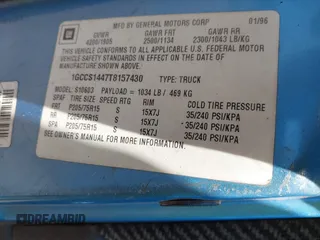 GM
MFD BY GENERAL MOTORS CORP 01/96
GVWR GAWR FRT GAWR RR
4200/1905 2500/1134 2300/1043 LB/KG
THIS VEHICLE CONFORMS TO ALL APPLICABLE U.S. FEDERAL MOTOR
VEHICLE SAFETY STANDARDS IN EFFECT ON THE DATE OF
MANUFACTURE SHOWN ABOVE.
1GCCS1447T8157430 TYPE: TRUCK
MODEL: S10603 PAYLOAD = 1034 LB/ 469 KG
TIRE SIZE SPEED RTG RIM COLD TIRE PRESSURE
FRT P205/75R15 S 15X7J 35/240 PSI/KPA
RR P205/75R15 S 15X7J 35/240 PSI/KPA
SPA P205/75R15 S 15X7J 35/240 PSI/KPA
SEE OWNER'S MANUAL FOR MORE INFORMATION.
DREAMBID